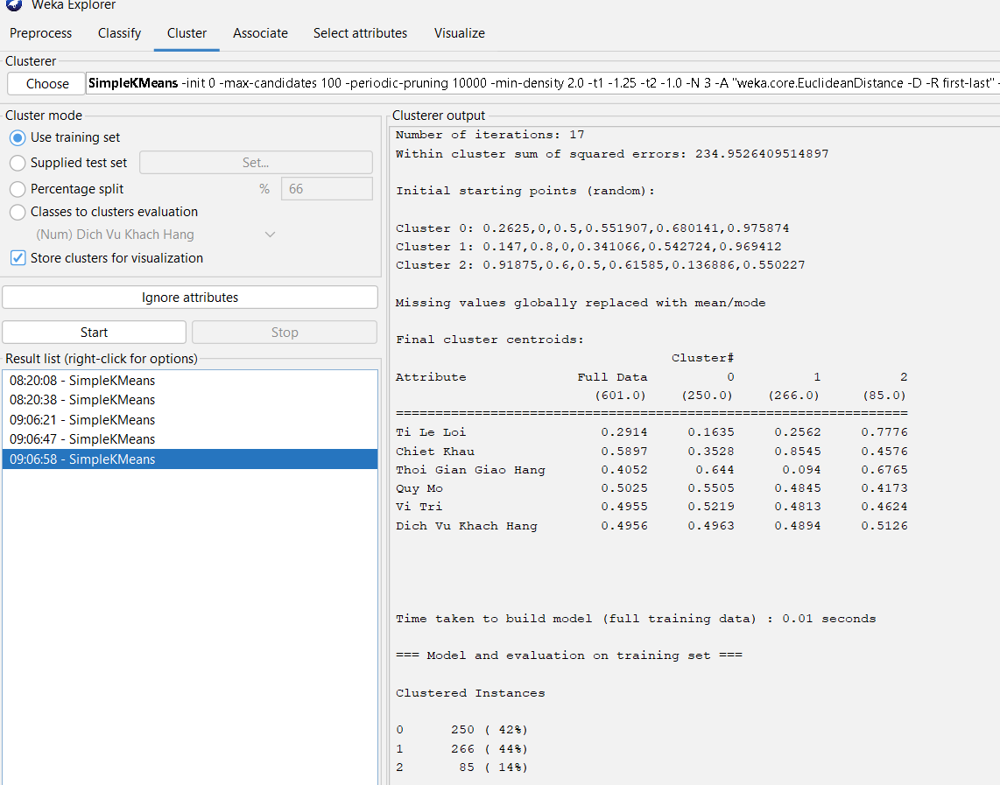 Weka Explorer
Preprocess Classify Cluster Associate Select attributes Visualize
Clusterer
Choose SimpleKMeans -init 0 -max-candidates 100 -periodic-pruning 10000 -min-density 2.0 -t1 -1.25 -t2 -1.0 -N 3 -A "weka.core.EuclideanDistance -D -R first-last" -
Cluster mode
Use training set
Supplied test set Set...
Percentage split % 66
Classes to clusters evaluation
(Num) Dich Vu Khach Hang
Store clusters for visualization
Ignore attributes
Start Stop
Result list (right-click for options)
08:20:08 - SimpleKMeans
08:20:38 - SimpleKMeans
09:06:21 - SimpleKMeans
09:06:47 - SimpleKMeans
09:06:58 - SimpleKMeans
Clusterer output
Number of iterations: 17
Within cluster sum of squared errors: 234.9526409514897
Initial starting points (random):
Cluster 0: 0.2625,0,0.5,0.551907,0.680141,0.975874
Cluster 1: 0.147,0.8,0,0.341066,0.542724,0.969412
Cluster 2: 0.91875,0.6,0.5,0.61585,0.136886,0.550227
Missing values globally replaced with mean/mode
Final cluster centroids:
Cluster#
Attribute Full Data 0 1 2
(601.0) (250.0) (266.0) (85.0)
==================================================================
Ti Le Loi 0.2914 0.1635 0.2562 0.7776
Chiet Khau 0.5897 0.3528 0.8545 0.4576
Thoi Gian Giao Hang 0.4052 0.644 0.094 0.6765
Quy Mo 0.5025 0.5505 0.4845 0.4173
Vi Tri 0.4955 0.5219 0.4813 0.4624
Dich Vu Khach Hang 0.4956 0.4963 0.4894 0.5126
Time taken to build model (full training data) : 0.01 seconds
=== Model and evaluation on training set ===
Clustered Instances
0 250 ( 42%)
1 266 ( 44%)
2 85 ( 14%)